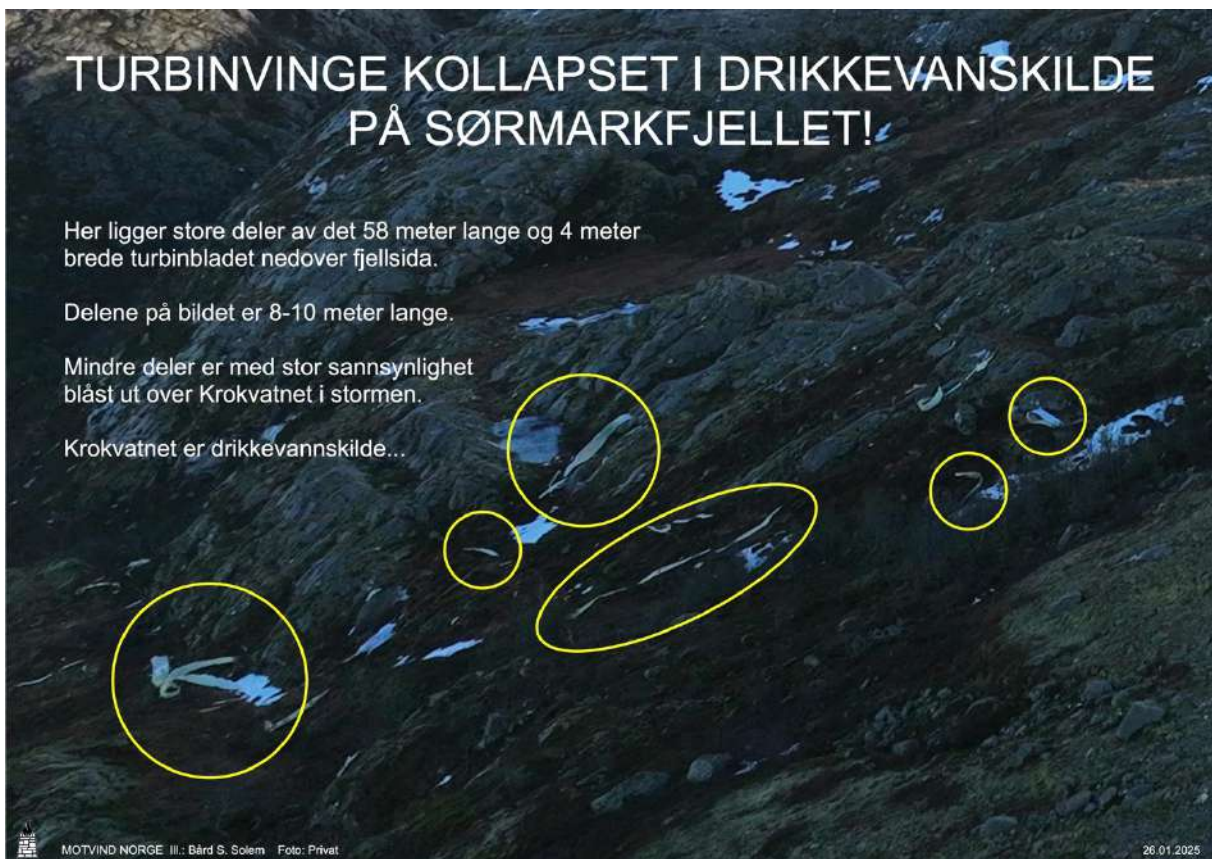 TURBINVINGE KOLLAPSET I DRIKKEVANSKILDE
PÅ SØRMARKFJELLET!
Her ligger store deler av det 58 meter lange og 4 meter
brede turbinbladet nedover fjellsida.
Delene på bildet er 8-10 meter lange.
Mindre deler er med stor sannsynlighet
blåst ut over Krokvatnet i stormen.
Krokvatnet er drikkevannskilde...
MOTVIND NORGE Ill.: Bård S. Solem Foto: Privat
26.01.2025